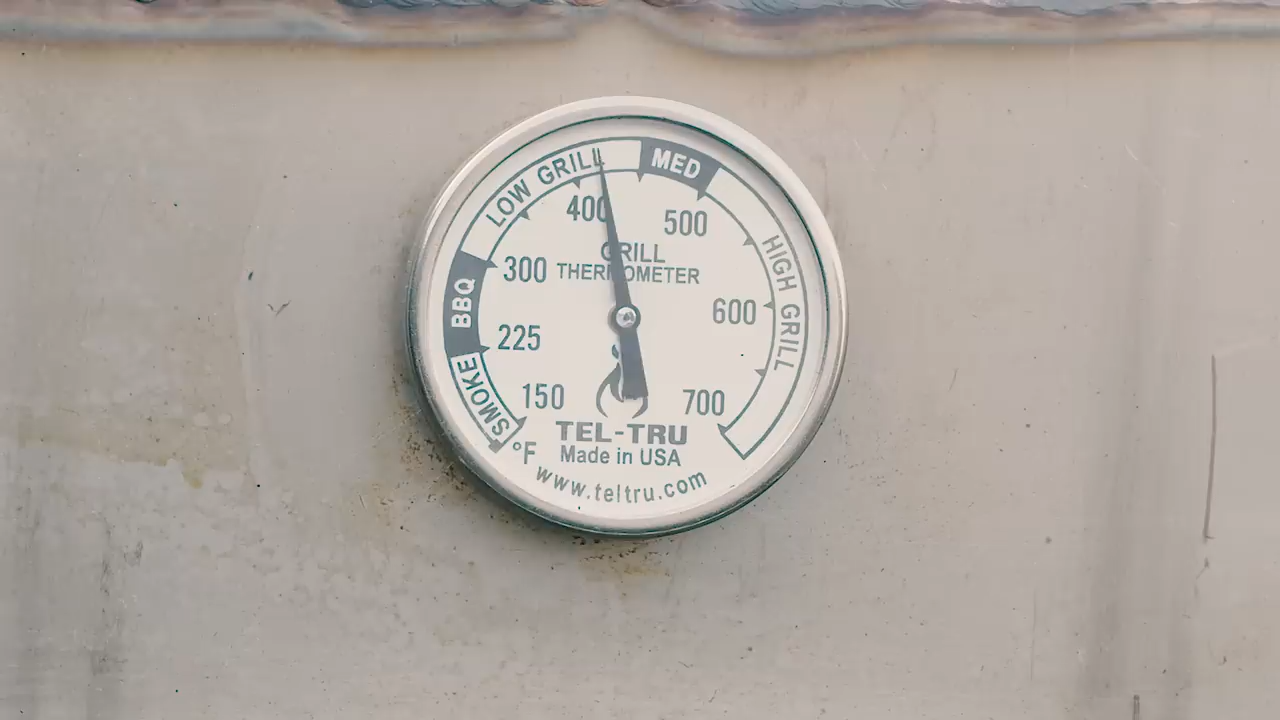 LOW GRILL
MED
HIGH GRILL
BBQ
SMOKE
400
500
300
600
225
150
700
GRILL
THERMOMETER
TEL-TRU
°F
Made in USA
www.teltru.com